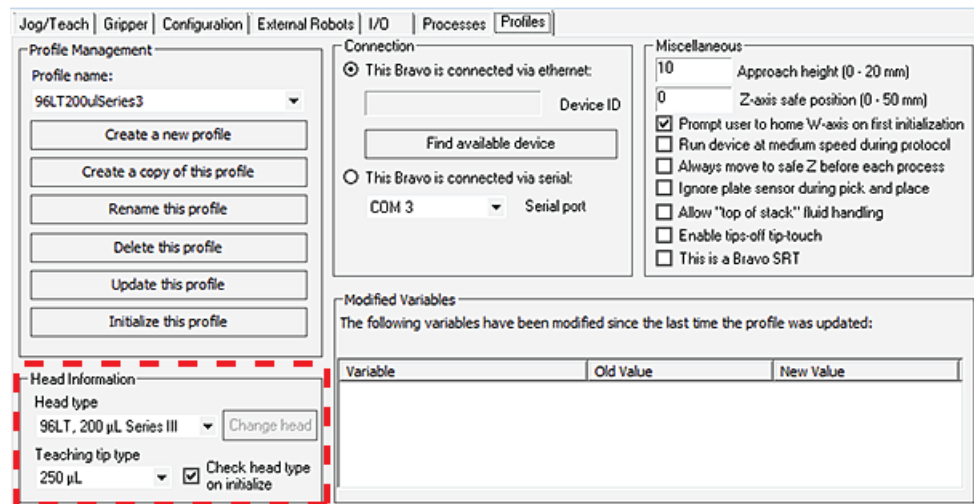 Jog/Teach Gripper Configuration External Robots I/O Processes Profiles
Profile Management
Profile name:
96LT200ulSeries3
Create a new profile
Create a copy of this profile
Rename this profile
Delete this profile
Update this profile
Initialize this profile
Head Information
Head type
96LT, 200 µL Series III
Change head
Teaching tip type
250 µL
Check head type
on initialize
Connection
This Bravo is connected via ethernet:
Device ID
Find available device
This Bravo is connected via serial:
COM 3 Serial port
Miscellaneous
10 Approach height (0 - 20 mm)
0 Z-axis safe position (0 - 50 mm)
Prompt user to home W-axis on first initialization
Run device at medium speed during protocol
Always move to safe Z before each process
Ignore plate sensor during pick and place
Allow "top of stack" fluid handling
Enable tips-off tip-touch
This is a Bravo SRT
Modified Variables
The following variables have been modified since the last time the profile was updated:
Variable Old Value New Value